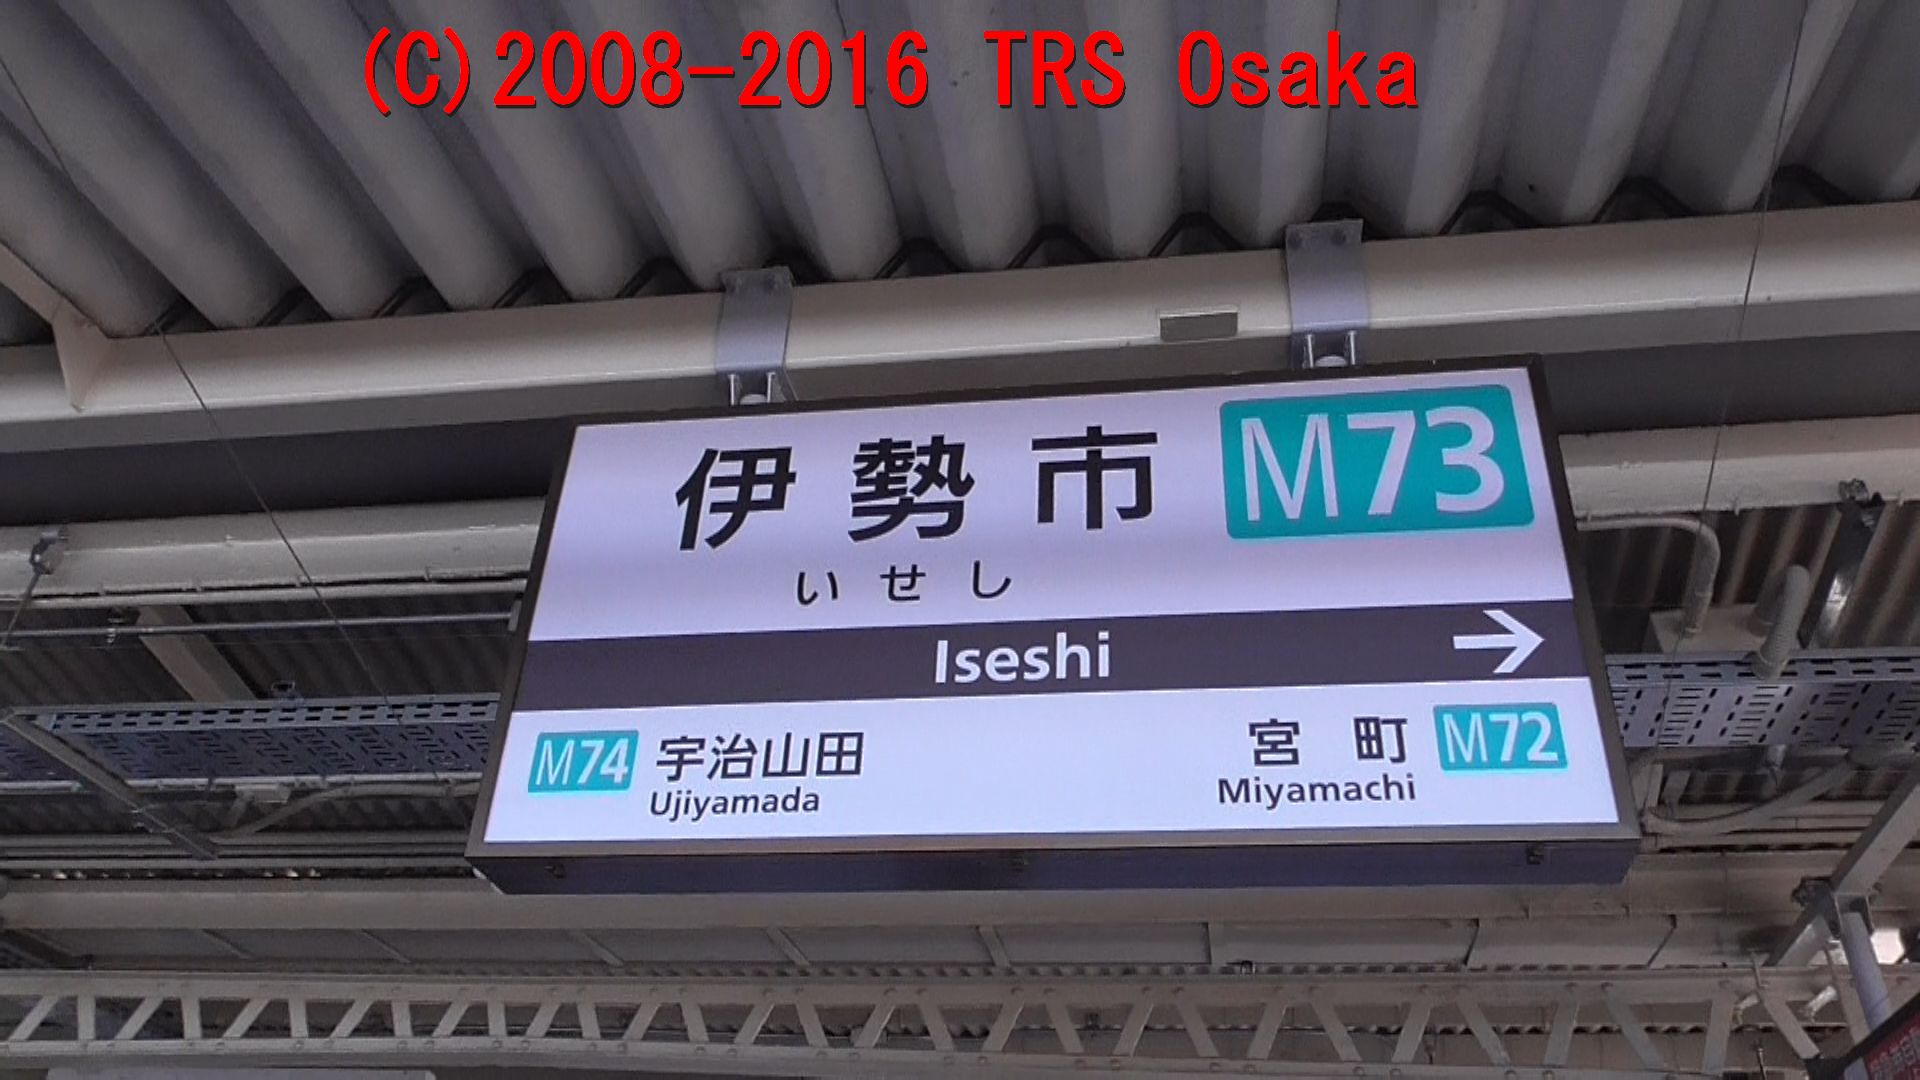 (C)2008-2016 TRS Osaka
伊勢市 M73
いせし
Iseshi →
M74 宇治山田 宮町 M72
Ujiyamada Miyamachi